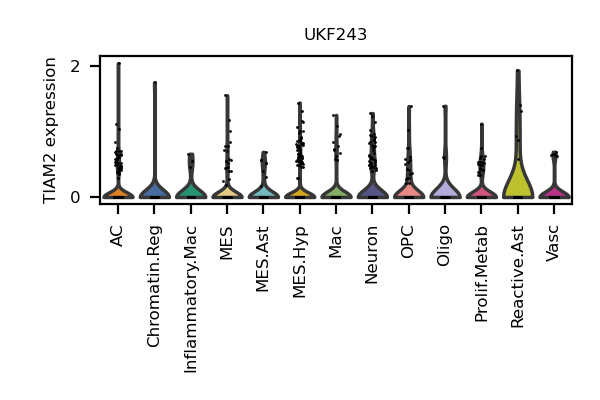 UKF243
TIAM2 expression
2
0
AC
Chromatin.Reg
Inflammatory.Mac
MES
MES.Ast
MES.Hyp
Mac
Neuron
OPC
Oligo
Prolif.Metab
Reactive.Ast
Vasc